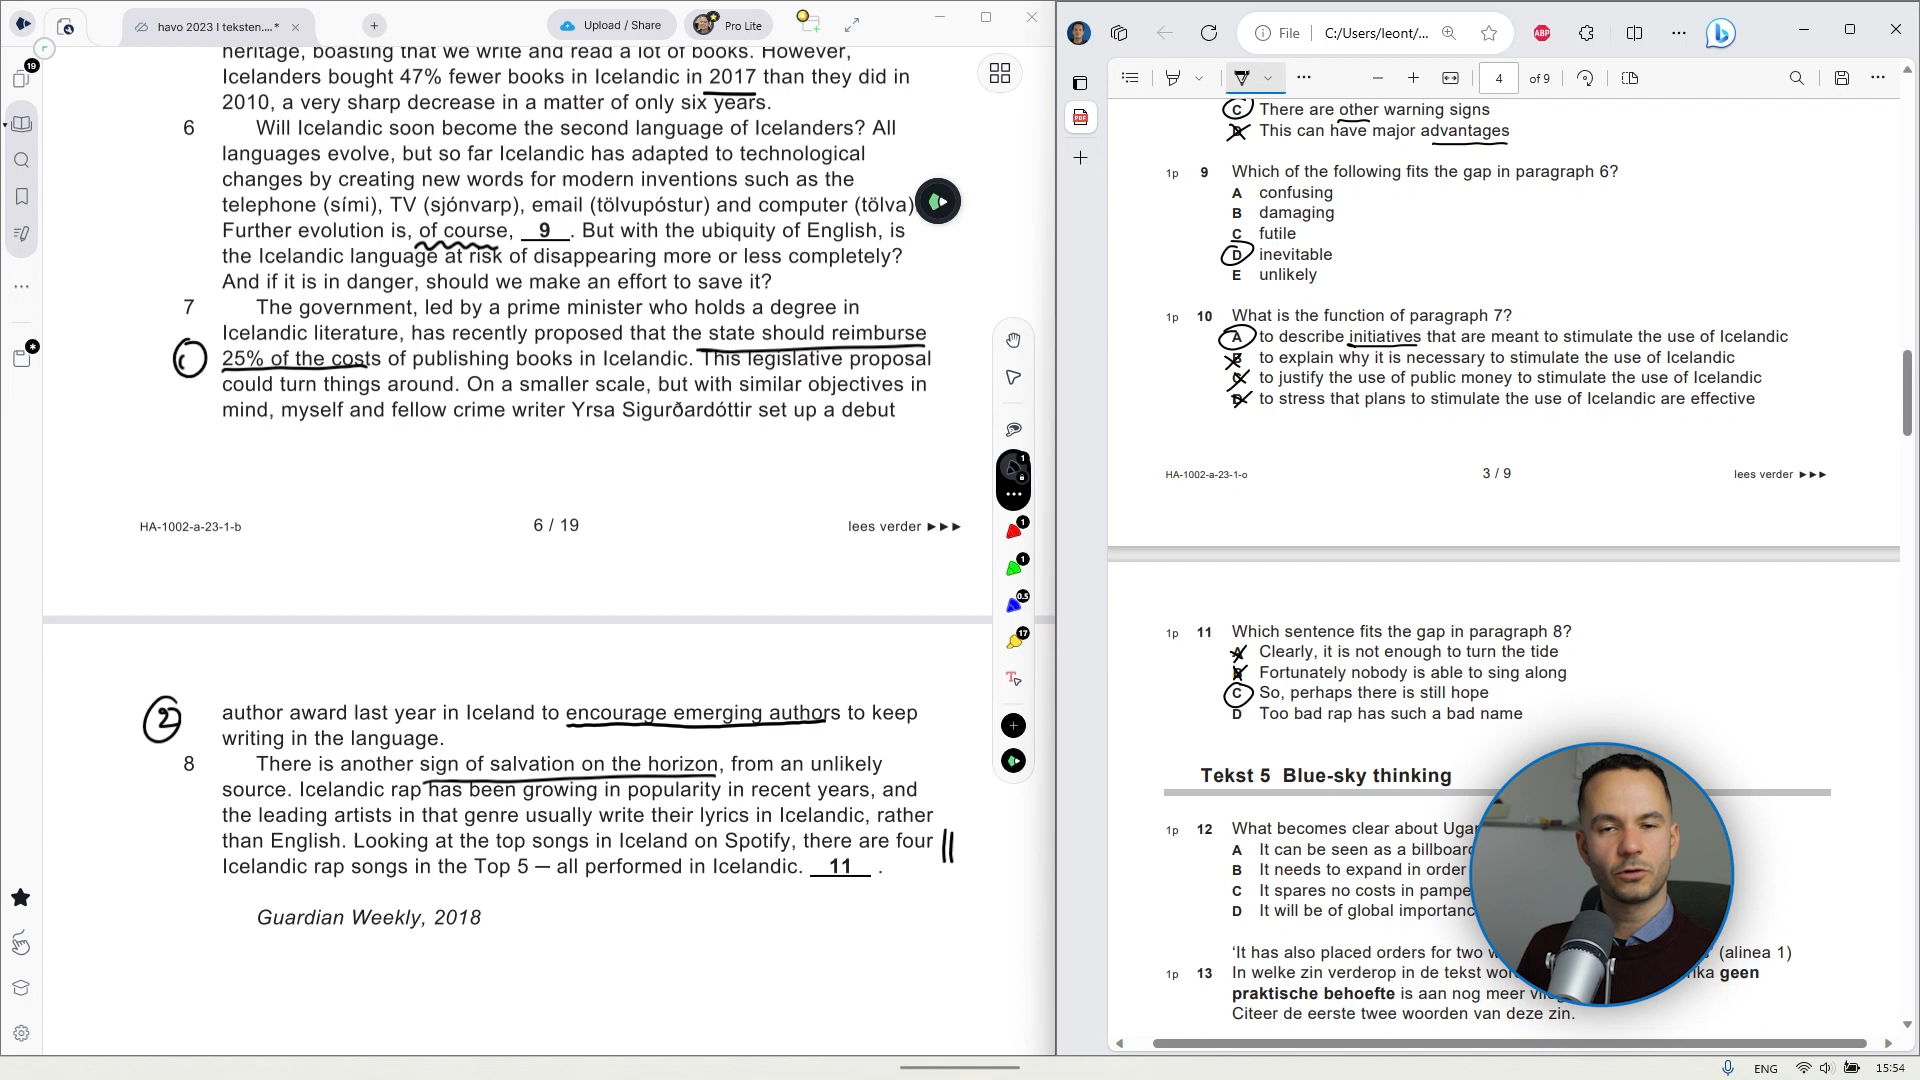 havo 2023 I teksten....*
Upload / Share
Pro Lite
19
heritage, boasting that we write and read a lot of books. However,
Icelanders bought 47% fewer books in Icelandic in 2017 than they did in
2010, a very sharp decrease in a matter of only six years.
6 Will Icelandic soon become the second language of Icelanders? All
languages evolve, but so far Icelandic has adapted to technological
changes by creating new words for modern inventions such as the
telephone (sími), TV (sjónvarp), email (tölvupóstur) and computer (tölva)
Further evolution is, of course, 9 . But with the ubiquity of English, is
the Icelandic language at risk of disappearing more or less completely?
And if it is in danger, should we make an effort to save it?
7 The government, led by a prime minister who holds a degree in
Icelandic literature, has recently proposed that the state should reimburse
25% of the costs of publishing books in Icelandic. This legislative proposal
could turn things around. On a smaller scale, but with similar objectives in
mind, myself and fellow crime writer Yrsa Sigurðardóttir set up a debut
HA-1002-a-23-1-b 6 / 19 lees verder ►►►
2 author award last year in Iceland to encourage emerging authors to keep
writing in the language.
8 There is another sign of salvation on the horizon, from an unlikely
source. Icelandic rap has been growing in popularity in recent years, and
the leading artists in that genre usually write their lyrics in Icelandic, rather
than English. Looking at the top songs in Iceland on Spotify, there are four
Icelandic rap songs in the Top 5 – all performed in Icelandic. 11 .
Guardian Weekly, 2018
1
1
1
0.5
17
File C:/Users/leont/...
ABP
4 of 9
C There are other warning signs
D This can have major advantages
1p 9 Which of the following fits the gap in paragraph 6?
A confusing
B damaging
C futile
D inevitable
E unlikely
1p 10 What is the function of paragraph 7?
A to describe initiatives that are meant to stimulate the use of Icelandic
B to explain why it is necessary to stimulate the use of Icelandic
C to justify the use of public money to stimulate the use of Icelandic
D to stress that plans to stimulate the use of Icelandic are effective
HA-1002-a-23-1-o 3 / 9 lees verder ►►►
1p 11 Which sentence fits the gap in paragraph 8?
A Clearly, it is not enough to turn the tide
B Fortunately nobody is able to sing along
C So, perhaps there is still hope
D Too bad rap has such a bad name
Tekst 5 Blue-sky thinking
1p 12 What becomes clear about
A It can be seen as a billboard
B It needs to expand in order
C It spares no costs in
D It will be of global
'It has also placed orders for two (alinea 1)
1p 13 In welke zin verderop in de tekst geen
praktische behoefte is aan nog meer
Citeer de eerste twee woorden van deze zin.
ENG 15:54